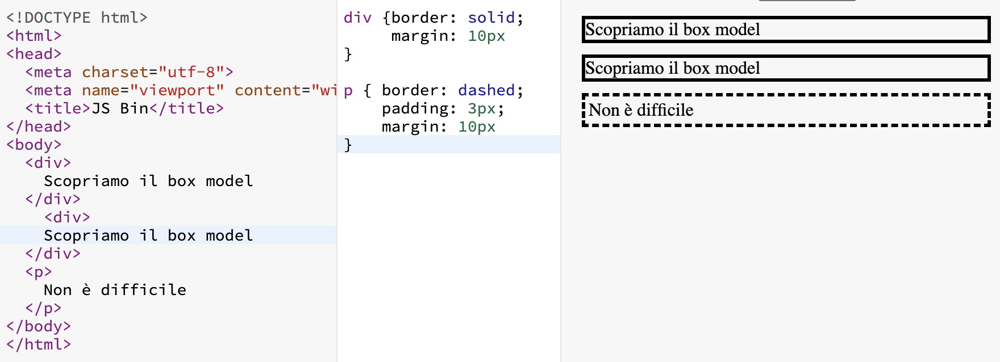 <!DOCTYPE html>
<html>
<head>
  <meta charset="utf-8">
  <meta name="viewport" content="wi
  <title>JS Bin</title>
</head>
<body>
  <div>
    Scopriamo il box model
  </div>
    <div>
    Scopriamo il box model
  </div>
  <p>
    Non è difficile
  </p>
</body>
</html>
div {border: solid;
     margin: 10px
}

p { border: dashed;
    padding: 3px;
    margin: 10px
}
Scopriamo il box model
Scopriamo il box model
Non è difficile